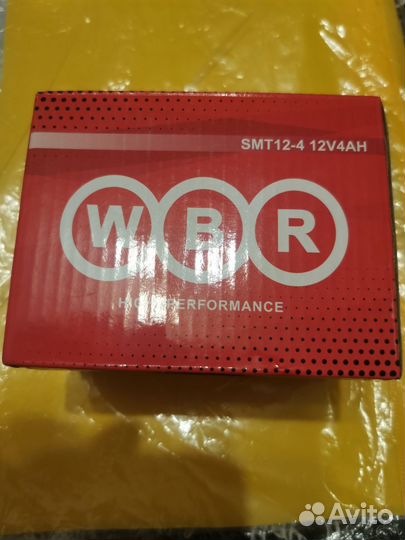 SMT12-4 12V4AH
WBR
HIGH PERFORMANCE
Avito